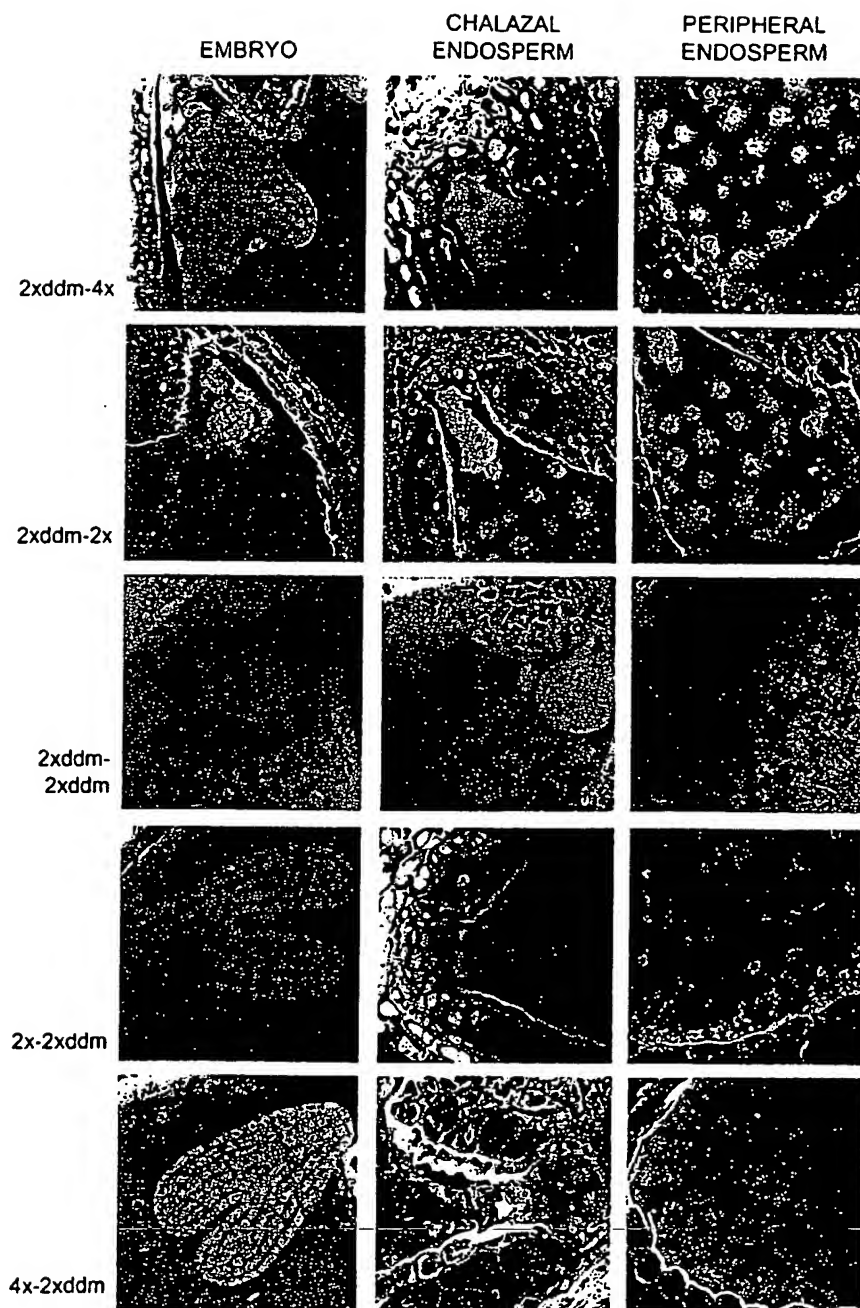 EMBRYO
CHALAZAL
ENDOSPERM
PERIPHERAL
ENDOSPERM
2xddm-4x
2xddm-2x
2xddm-
2xddm
2x-2xddm
4x-2xddm